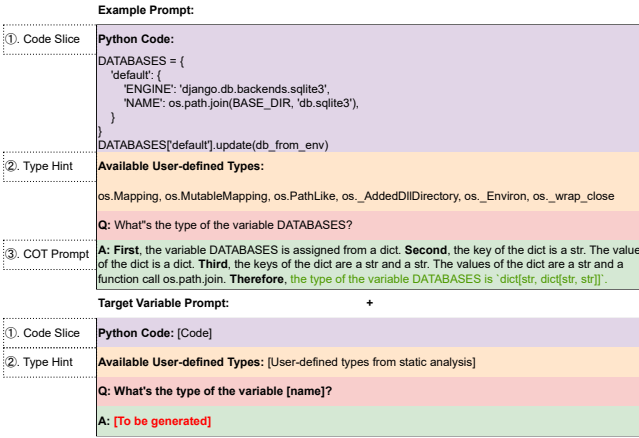 Example Prompt:
①. Code Slice
Python Code:
DATABASES = {
'default': {
'ENGINE': 'django.db.backends.sqlite3',
'NAME': os.path.join(BASE_DIR, 'db.sqlite3'),
}
}
DATABASES['default'].update(db_from_env)
②. Type Hint
Available User-defined Types:
os.Mapping, os.MutableMapping, os.PathLike, os._AddedDllDirectory, os._Environ, os._wrap_close
Q: What"s the type of the variable DATABASES?
③. COT Prompt
A: First, the variable DATABASES is assigned from a dict. Second, the key of the dict is a str. The value
of the dict is a dict. Third, the keys of the dict are a str and a str. The values of the dict are a str and a
function call os.path.join. Therefore, the type of the variable DATABASES is `dict[str, dict[str, str]]`.
Target Variable Prompt: +
①. Code Slice
Python Code: [Code]
②. Type Hint
Available User-defined Types: [User-defined types from static analysis]
Q: What's the type of the variable [name]?
A: [To be generated]